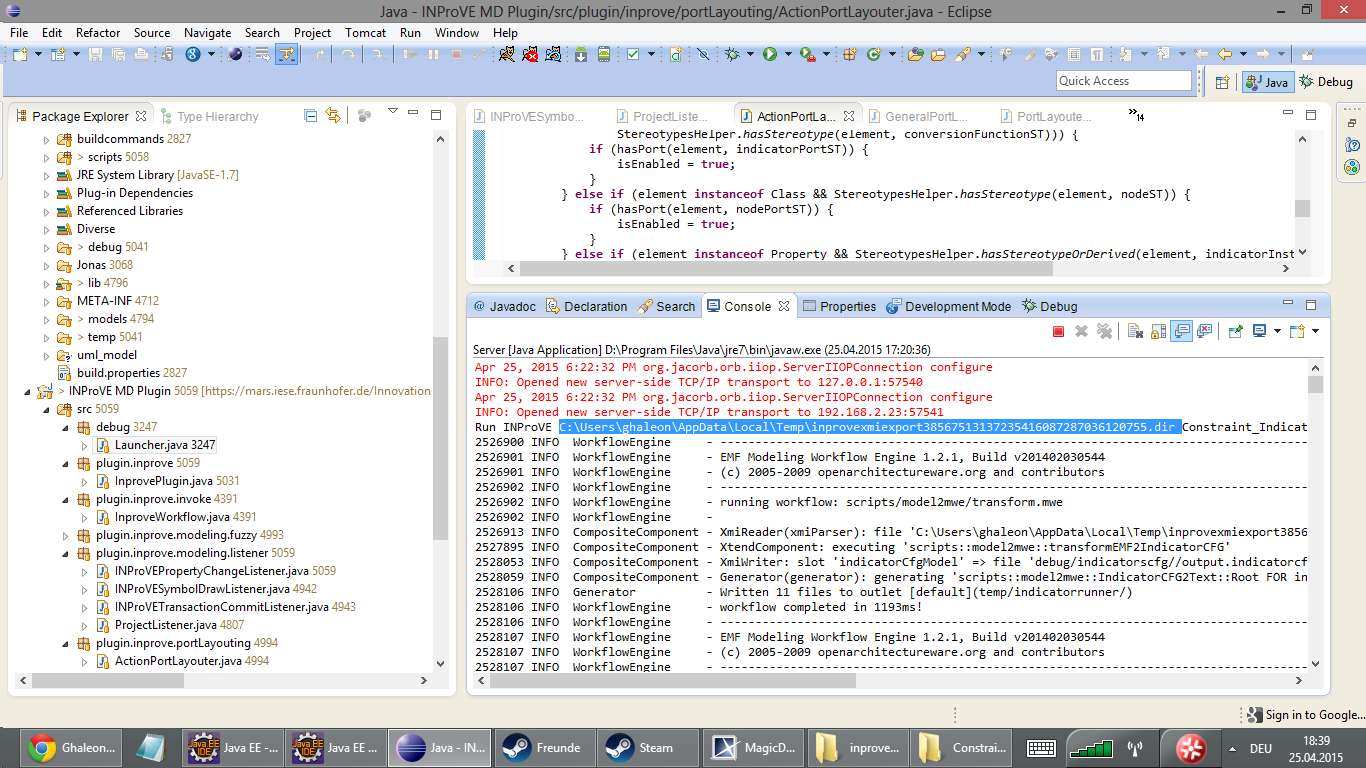 Java - INProVE MD Plugin/src/plugin/inprove/portLayouting/ActionPortLayouter.java - Eclipse
File Edit Refactor Source Navigate Search Project Tomcat Run Window Help
Quick Access
Java
Debug
Package Explorer
Type Hierarchy
buildcommands 2827
> scripts 5058
JRE System Library [JavaSE-1.7]
Plug-in Dependencies
Referenced Libraries
Diverse
> debug 5041
Jonas 3068
> lib 4796
META-INF 4712
> models 4794
> temp 5041
uml_model
build.properties 2827
> INProVE MD Plugin 5059 [https://mars.iese.fraunhofer.de/Innovations
src 5059
debug 3247
Launcher.java 3247
plugin.inprove 5059
InprovePlugin.java 5031
plugin.inprove.invoke 4391
InproveWorkflow.java 4391
plugin.inprove.modeling.fuzzy 4993
plugin.inprove.modeling.listener 5059
INProVEPropertyChangeListener.java 5059
INProVESymbolDrawListener.java 4942
INProVETransactionCommitListener.java 4943
ProjectListener.java 4807
plugin.inprove.portLayouting 4994
ActionPortLayouter.java 4994
INProVESymbo...
ProjectListe...
ActionPortLa...
GeneralPortL...
PortLayoute...
14
StereotypesHelper.hasStereotype(element, conversionFunctionST))) {
if (hasPort(element, indicatorPortST)) {
isEnabled = true;
}
} else if (element instanceof Class && StereotypesHelper.hasStereotype(element, nodeST)) {
if (hasPort(element, nodePortST)) {
isEnabled = true;
}
} else if (element instanceof Property && StereotypesHelper.hasStereotypeOrDerived(element, indicatorInst
@ Javadoc
Declaration
Search
Console
Properties
Development Mode
Debug
Server [Java Application] D:\Program Files\Java\jre7\bin\javaw.exe (25.04.2015 17:20:36)
Apr 25, 2015 6:22:32 PM org.jacorb.orb.iiop.ServerIIOPConnection configure
INFO: Opened new server-side TCP/IP transport to 127.0.0.1:57540
Apr 25, 2015 6:22:32 PM org.jacorb.orb.iiop.ServerIIOPConnection configure
INFO: Opened new server-side TCP/IP transport to 192.168.2.23:57541
Run INProVE C:\Users\ghaleon\AppData\Local\Temp\inprovexmiexport38567513137235416087287036120755.dir Constraint_Indicat
2526900 INFO WorkflowEngine - ------------------------------------------------------------------------------------
2526901 INFO WorkflowEngine - EMF Modeling Workflow Engine 1.2.1, Build v201402030544
2526901 INFO WorkflowEngine - (c) 2005-2009 openarchitectureware.org and contributors
2526902 INFO WorkflowEngine - ------------------------------------------------------------------------------------
2526902 INFO WorkflowEngine - running workflow: scripts/model2mwe/transform.mwe
2526902 INFO WorkflowEngine -
2526913 INFO CompositeComponent - XmiReader(xmiParser): file 'C:\Users\ghaleon\AppData\Local\Temp\inprovexmiexport3856
2527895 INFO CompositeComponent - XtendComponent: executing 'scripts::model2mwe::transformEMF2IndicatorCFG'
2528051 INFO CompositeComponent - XmiWriter: slot 'indicatorCfgModel' => file 'debug/indicatorscfg//output.indicatorcf
2528059 INFO CompositeComponent - Generator(generator): generating 'scripts::model2mwe::IndicatorCFG2Text::Root FOR in
2528106 INFO Generator - Written 11 files to outlet [default](temp/indicatorrunner/)
2528106 INFO WorkflowEngine - workflow completed in 1193ms!
2528106 INFO WorkflowEngine - ------------------------------------------------------------------------------------
2528107 INFO WorkflowEngine - EMF Modeling Workflow Engine 1.2.1, Build v201402030544
2528107 INFO WorkflowEngine - (c) 2005-2009 openarchitectureware.org and contributors
2528107 INFO WorkflowEngine - ------------------------------------------------------------------------------------
Sign in to Google...
Ghaleon...
Java EE -...
Java EE ...
Java - IN...
Freunde
Steam
MagicD...
inprove...
Constrai...
DEU
18:39
25.04.2015